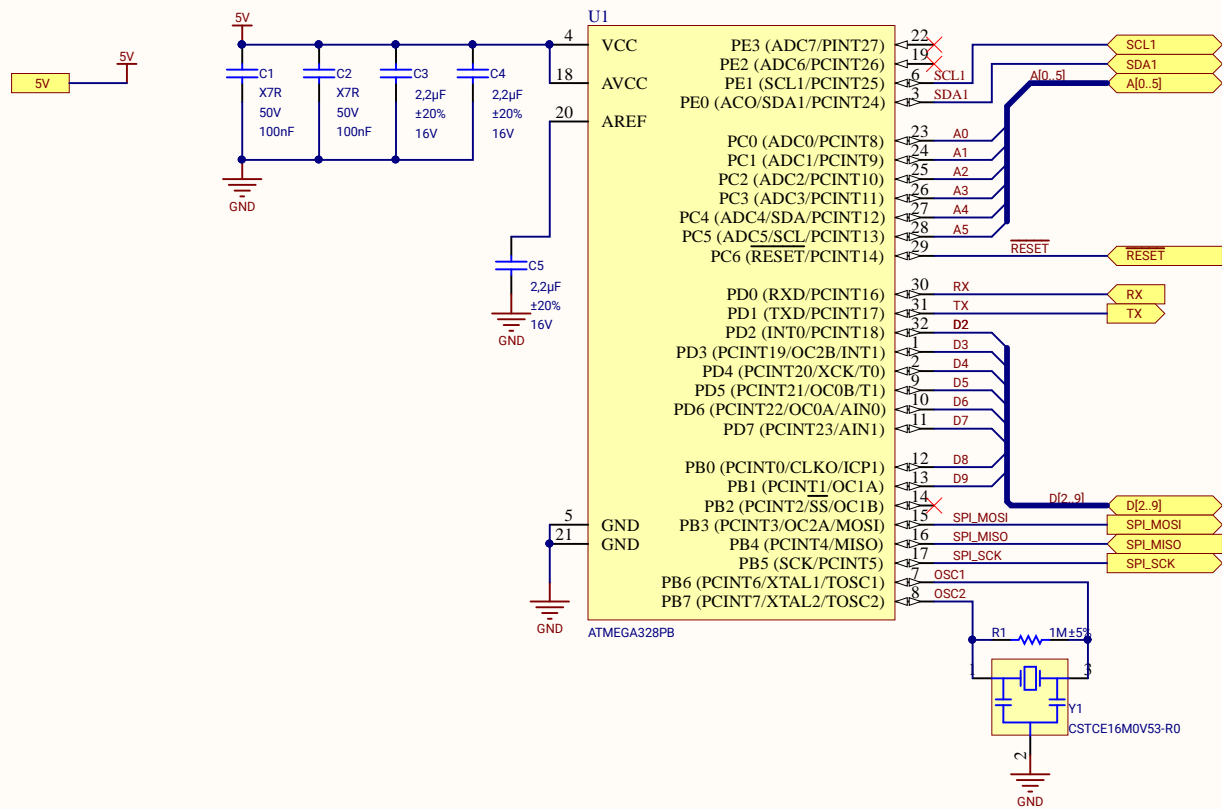 5V
5V
5V
C1
X7R
50V
100nF
C2
X7R
50V
100nF
C3
2,2µF
±20%
16V
C4
2,2µF
±20%
16V
GND
C5
2,2µF
±20%
16V
GND
U1
4 VCC
18 AVCC
20 AREF
5 GND
21 GND
GND
PE3 (ADC7/PINT27) 22
PE2 (ADC6/PINT26) 19
PE1 (SCL1/PINT25) 6 SCL1 SCL1
PE0 (ACO/SDA1/PCINT24) 3 SDA1 SDA1
A[0..5] A[0..5]
PC0 (ADC0/PCINT8) 23 A0
PC1 (ADC1/PCINT9) 24 A1
PC2 (ADC2/PCINT10) 25 A2
PC3 (ADC3/PCINT11) 26 A3
PC4 (ADC4/SDA/PCINT12) 27 A4
PC5 (ADC5/SCL/PCINT13) 28 A5
PC6 (RESET/PCINT14) 29 RESET RESET
PD0 (RXD/PCINT16) 30 RX RX
PD1 (TXD/PCINT17) 31 TX TX
PD2 (INT0/PCINT18) 32 D2
PD3 (PCINT19/OC2B/INT1) 1 D3
PD4 (PCINT20/XCK/T0) 2 D4
PD5 (PCINT21/OC0B/T1) 9 D5
PD6 (PCINT22/OC0A/AIN0) 10 D6
PD7 (PCINT23/AIN1) 11 D7
PB0 (PCINT0/CLKO/ICP1) 12 D8
PB1 (PCINT1/OC1A) 13 D9
PB2 (PCINT2/SS/OC1B) 14 D[2..9] D[2..9]
PB3 (PCINT3/OC2A/MOSI) 15 SPI_MOSI SPI_MOSI
PB4 (PCINT4/MISO) 16 SPI_MISO SPI_MISO
PB5 (SCK/PCINT5) 17 SPI_SCK SPI_SCK
PB6 (PCINT6/XTAL1/TOSC1) 7 OSC1
PB7 (PCINT7/XTAL2/TOSC2) 8 OSC2
ATMEGA328PB
R1 1M±5%
1 3
Y1
CSTCE16M0V53-R0
2
GND